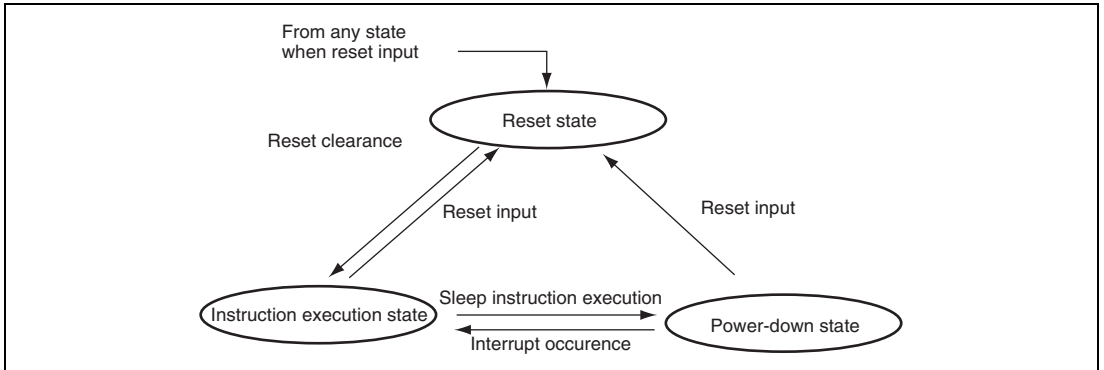 From any state
when reset input
Reset state
Reset clearance
Reset input
Reset input
Instruction execution state
Sleep instruction execution
Interrupt occurence
Power-down state